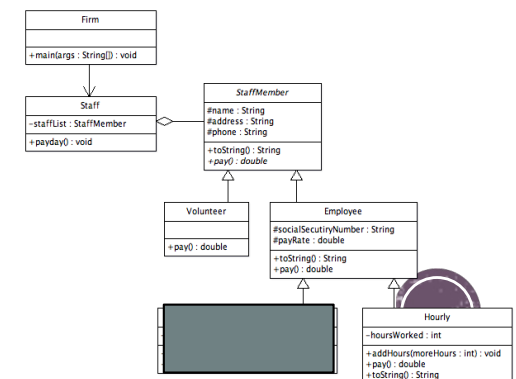 Firm
+main(args : String[]) : void
Staff
-staffList : StaffMember
+payday() : void
StaffMember
#name : String
#address : String
#phone : String
+toString() : String
+pay() : double
Volunteer
+pay() : double
Employee
#socialSecutiryNumber : String
#payRate : double
+toString() : String
+pay() : double
Hourly
-hoursWorked : int
+addHours(moreHours : int) : void
+pay() : double
+toString() : String